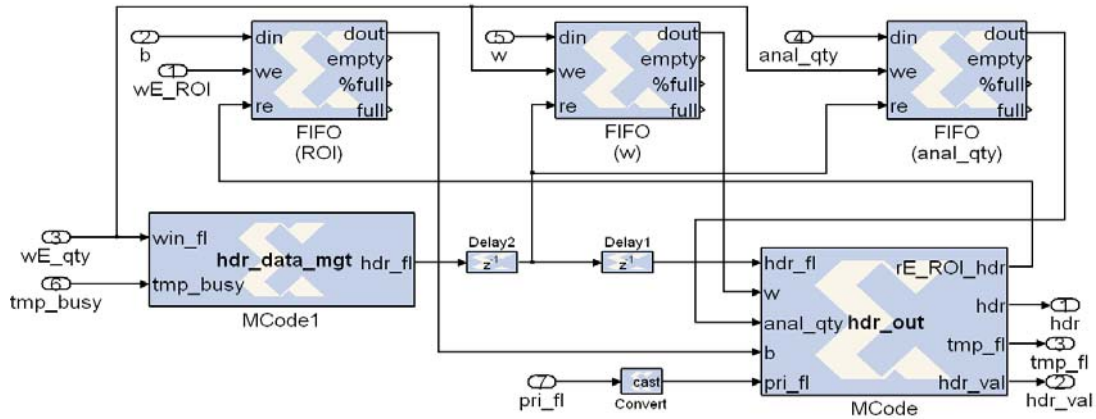 2
b
1
wE_ROI
din
we
re
dout
empty
%full
full
FIFO
(ROI)
5
w
din
we
re
dout
empty
%full
full
FIFO
(w)
4
anal_qty
din
we
re
dout
empty
%full
full
FIFO
(anal_qty)
3
wE_qty
6
tmp_busy
win_fl
tmp_busy
hdr_data_mgt
hdr_fl
MCode1
Delay2
z-1
Delay1
z-1
hdr_fl
w
anal_qty
b
pri_fl
hdr_out
rE_ROI_hdr
hdr
tmp_fl
hdr_val
MCode
7
pri_fl
cast
Convert
1
hdr
3
tmp_fl
2
hdr_val